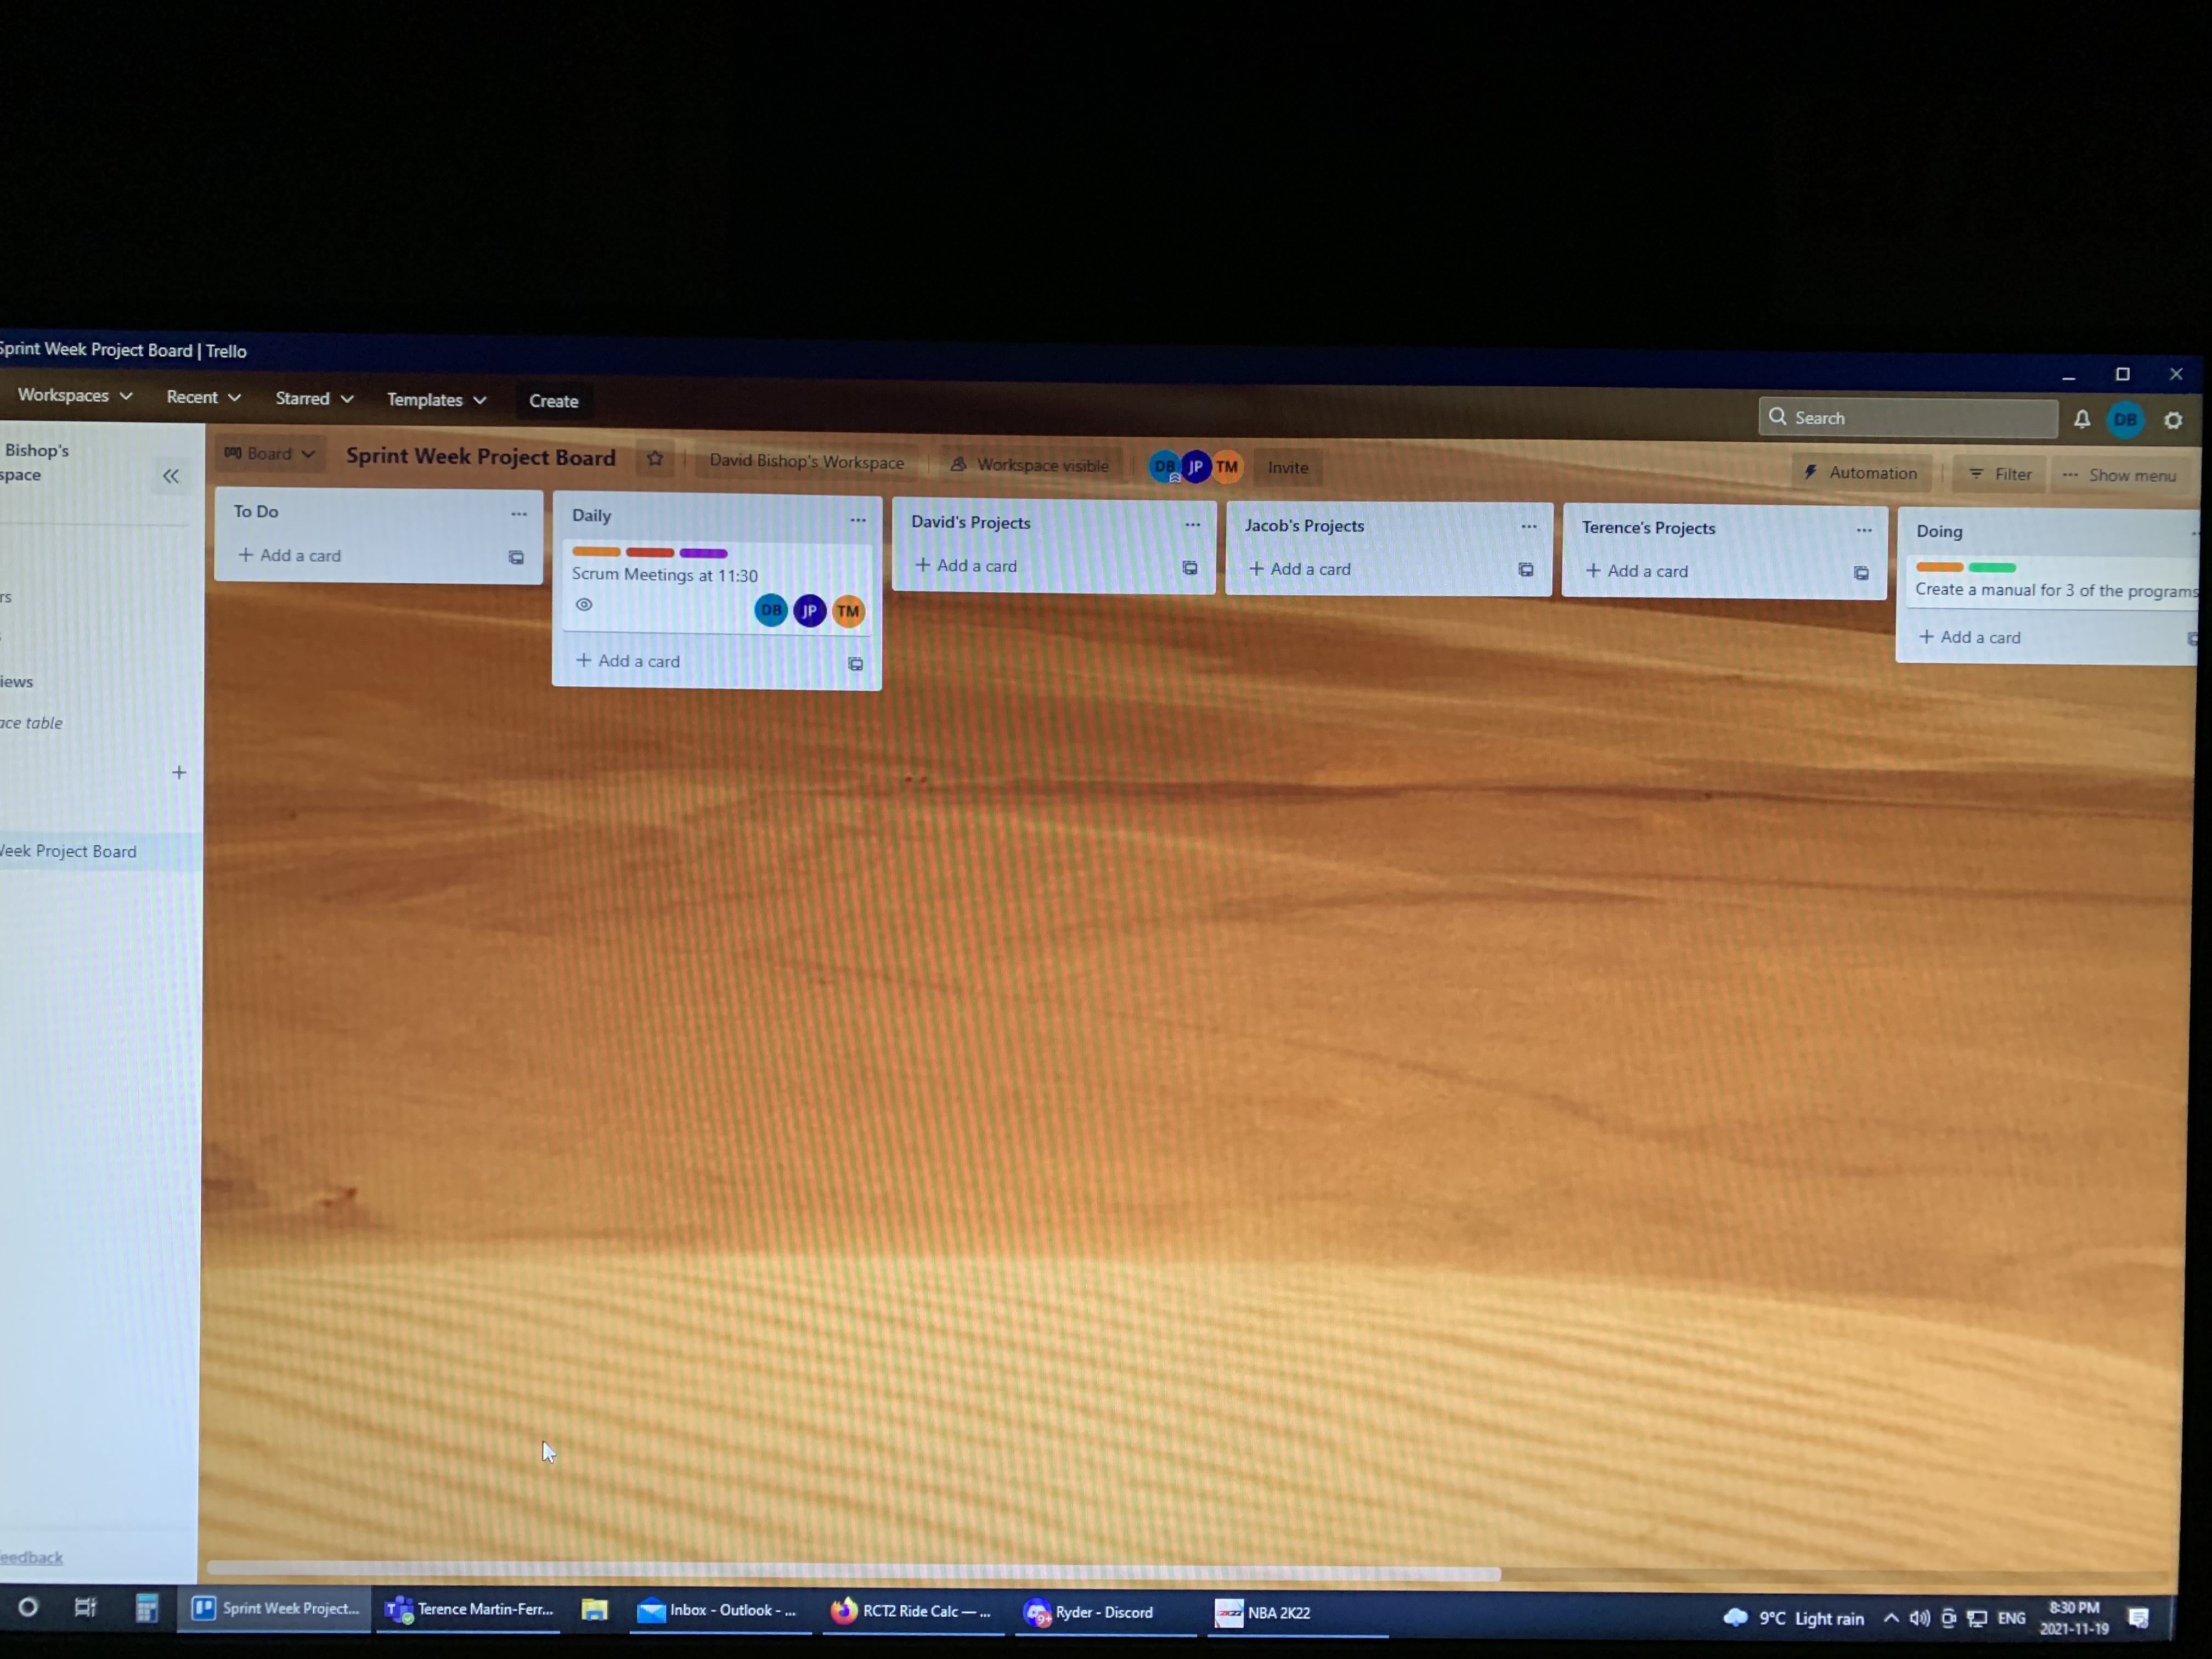 Sprint Week Project Board | Trello
Workspaces Recent Starred Templates Create Search DB
Bishop's
space
Board Sprint Week Project Board David Bishop's Workspace Workspace visible DB JP TM Invite Automation Filter Show menu
To Do
+ Add a card
Daily
Scrum Meetings at 11:30
DB JP TM
+ Add a card
David's Projects
+ Add a card
Jacob's Projects
+ Add a card
Terence's Projects
+ Add a card
Doing
Create a manual for 3 of the programs
+ Add a card
rs
iews
ace table
+
Week Project Board
feedback
Sprint Week Project... Terence Martin-Ferr... Inbox - Outlook - ... RCT2 Ride Calc — ... 9+ Ryder - Discord NBA 2K22 9°C Light rain ENG
8:30 PM
2021-11-19